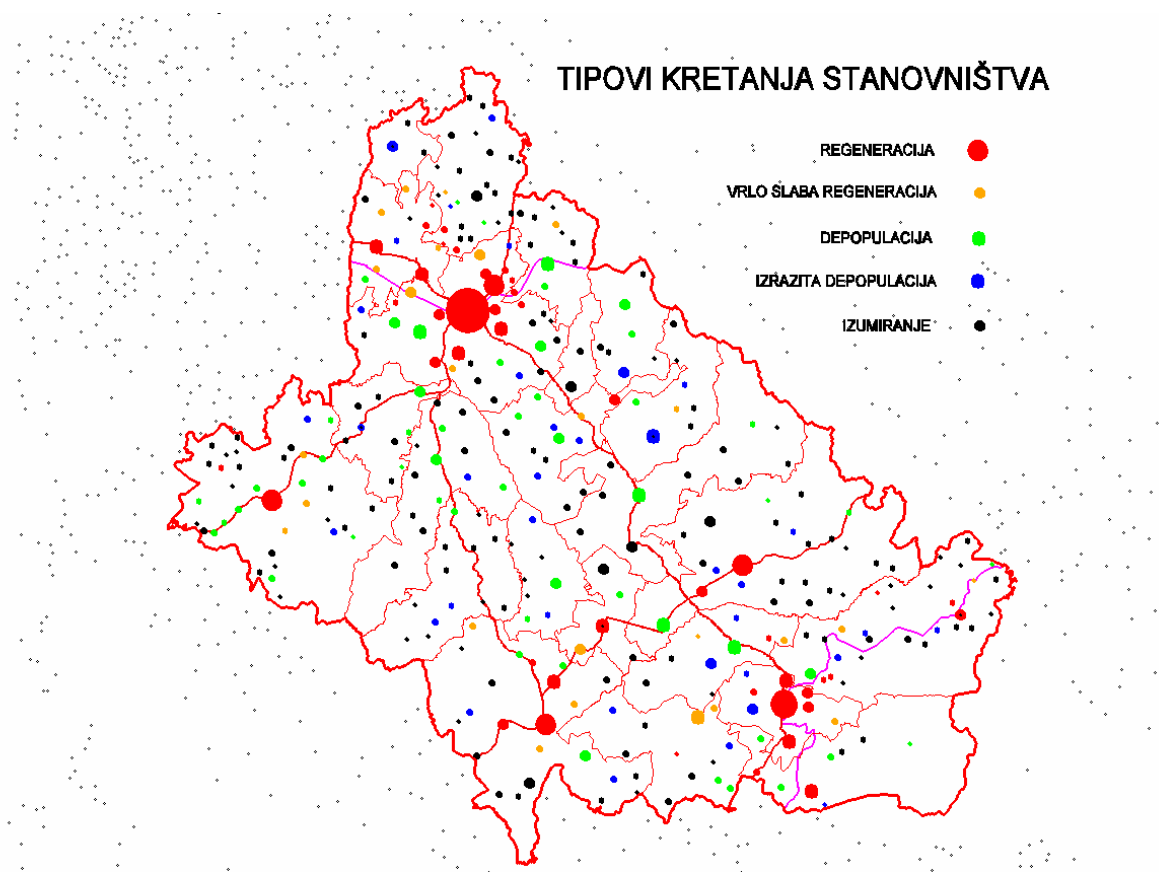 TIPOVI KRETANJA STANOVNIŠTVA
REGENERACIJA
VRLO SLABA REGENERACIJA
DEPOPULACIJA
IZRAZITA DEPOPULACIJA
IZUMIRANJE